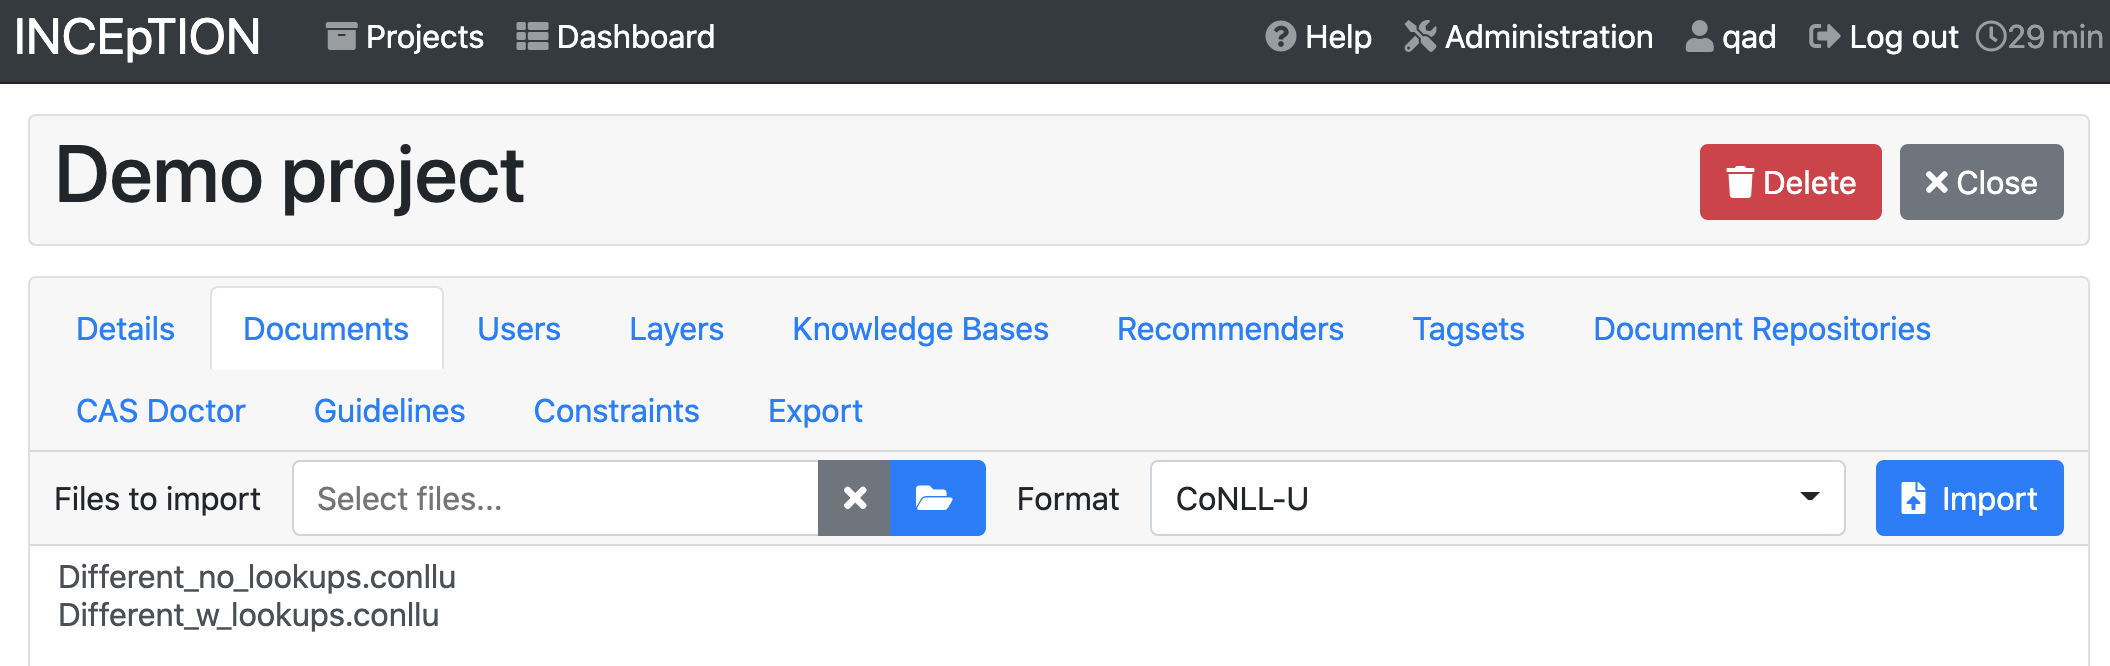 INCEpTION Projects Dashboard Help Administration qad Log out 29 min
Demo project Delete Close
Details Documents Users Layers Knowledge Bases Recommenders Tagsets Document Repositories
CAS Doctor Guidelines Constraints Export
Files to import Select files... Format CoNLL-U Import
Different_no_lookups.conllu
Different_w_lookups.conllu